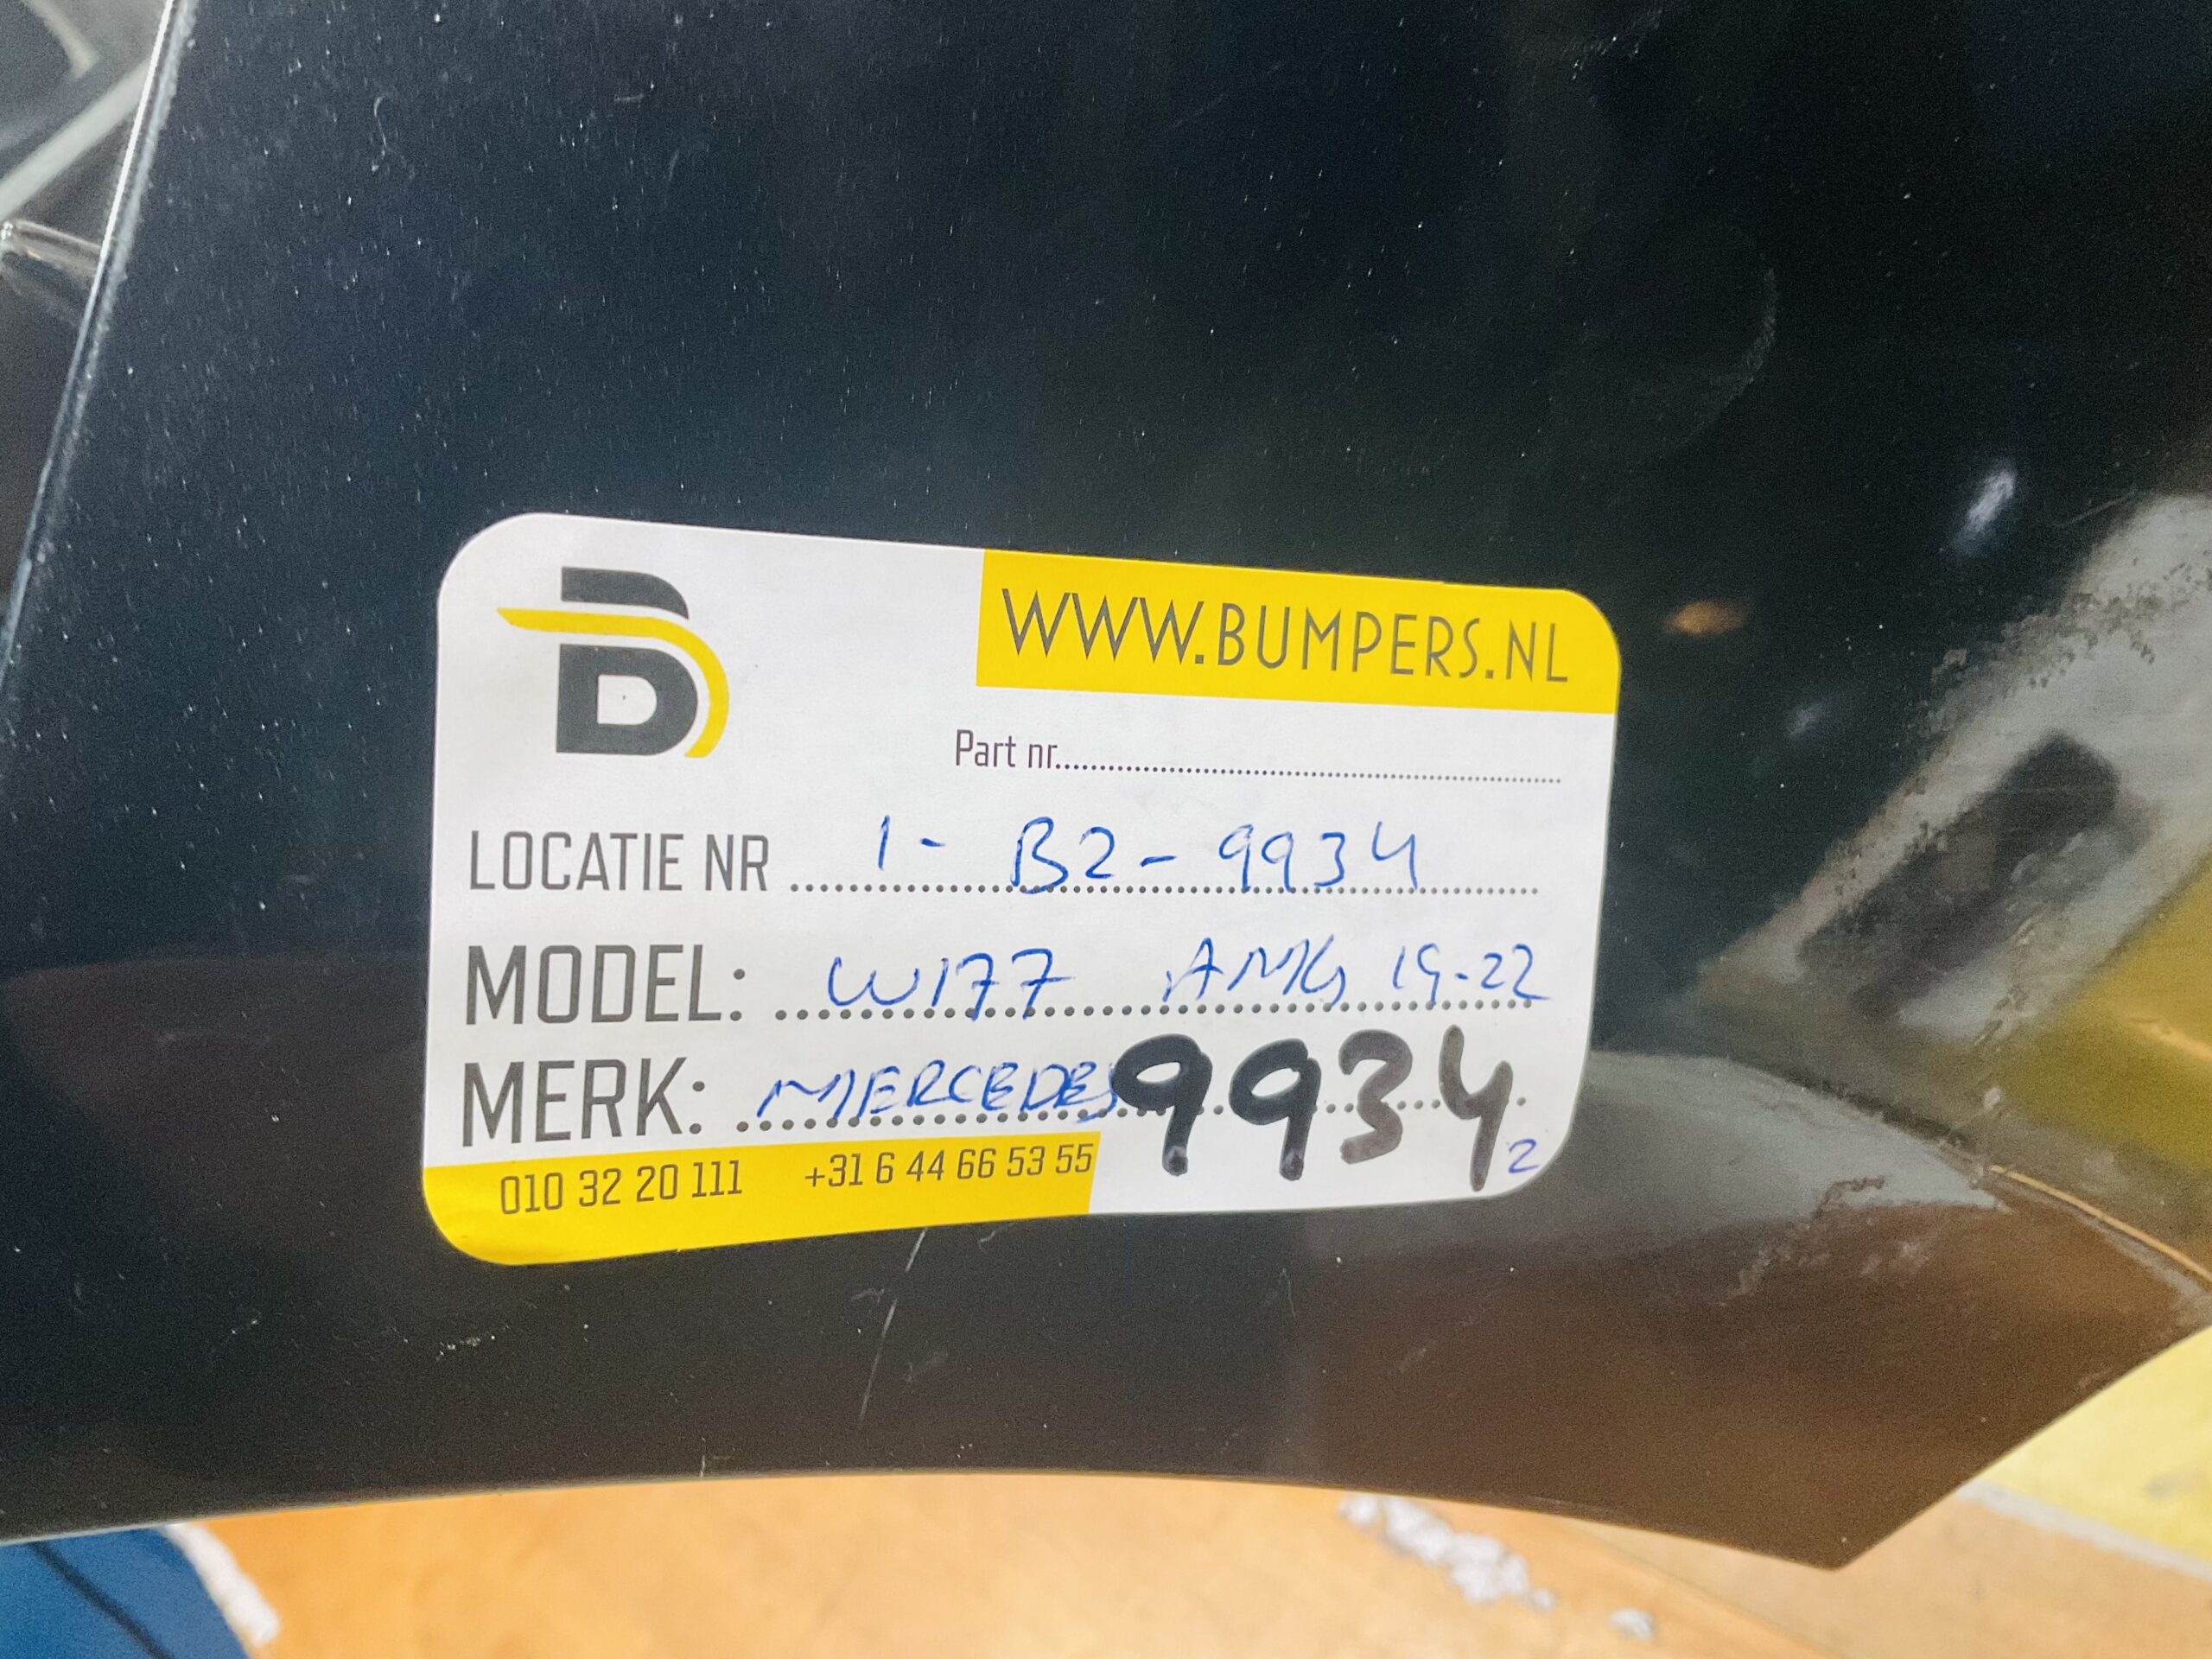 B
WWW.BUMPERS.NL
Part nr..........
LOCATIE NR 1- B2-9934
MODEL: W177 AMG 19-22
MERK: MERCEDES 9934
2
010 32 20 111 +31 6 44 66 53 55